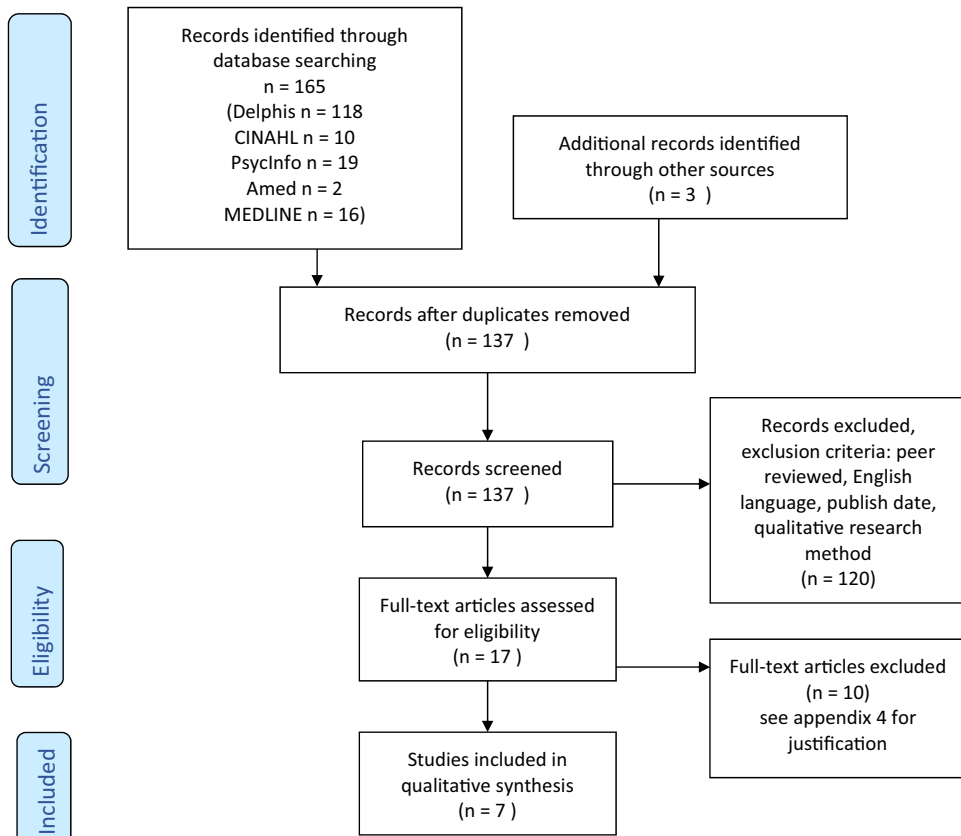 Identification
Records identified through
database searching
n = 165
(Delphis n = 118
CINAHL n = 10
PsycInfo n = 19
Amed n = 2
MEDLINE n = 16)
Additional records identified
through other sources
(n = 3 )
Screening
Records after duplicates removed
(n = 137 )
Records screened
(n = 137 )
Records excluded,
exclusion criteria: peer
reviewed, English
language, publish date,
qualitative research
method
(n = 120)
Eligibility
Full-text articles assessed
for eligibility
(n = 17 )
Full-text articles excluded
(n = 10)
see appendix 4 for
justification
Included
Studies included in
qualitative synthesis
(n = 7 )